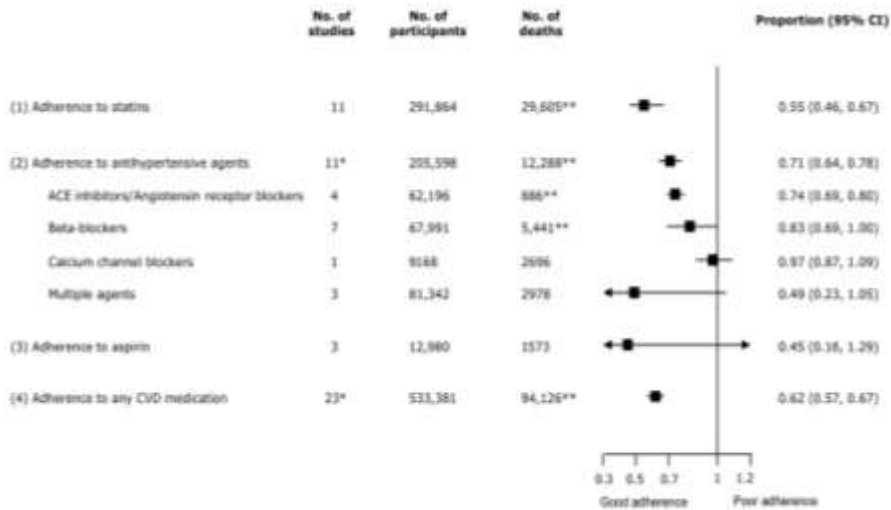 No. of studies No. of participants No. of deaths Proportion (95% CI)
(1) Adherence to statins 11 291,864 29,605** 0.55 (0.46, 0.67)
(2) Adherence to antihypertensive agents 11* 205,598 12,288** 0.71 (0.64, 0.78)
ACE inhibitors/Angiotensin receptor blockers 4 62,196 886** 0.74 (0.69, 0.80)
Beta-blockers 7 67,991 5,441** 0.83 (0.69, 1.00)
Calcium channel blockers 1 9168 2696 0.97 (0.87, 1.09)
Multiple agents 3 81,342 2978 0.49 (0.23, 1.05)
(3) Adherence to aspirin 3 12,980 1573 0.45 (0.16, 1.29)
(4) Adherence to any CVD medication 23* 533,381 94,126** 0.62 (0.57, 0.67)
0.3 0.5 0.7 1 1.2
Good adherence Poor adherence